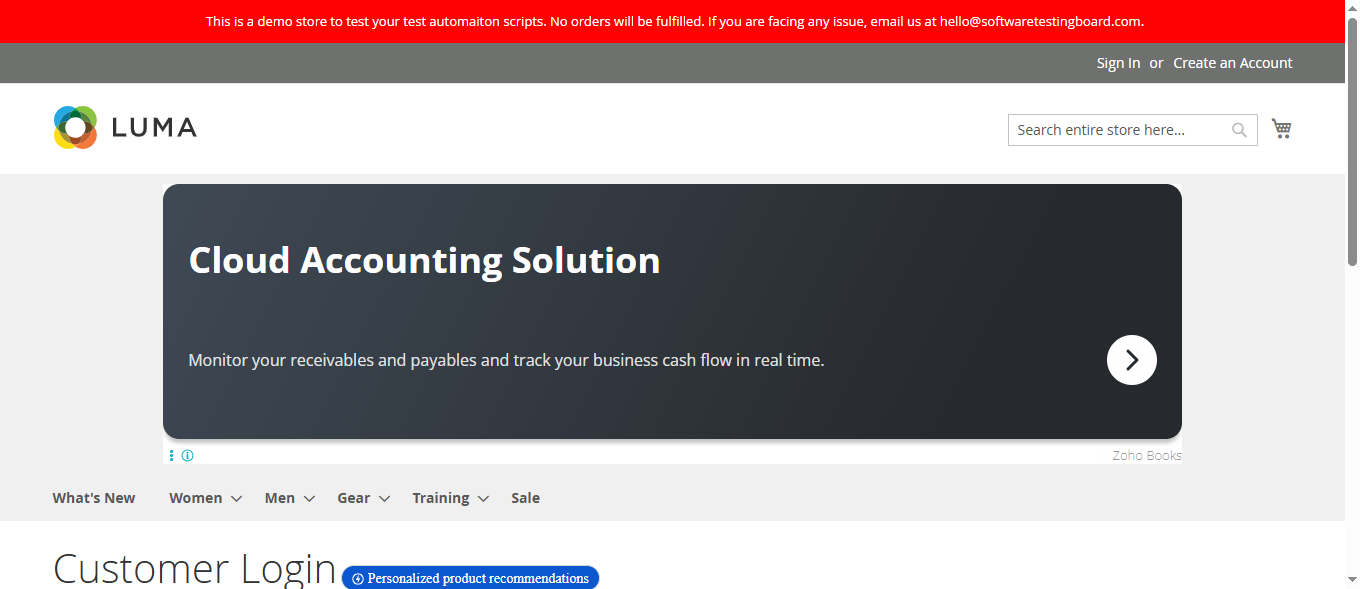 This is a demo store to test your test automaiton scripts. No orders will be fulfilled. If you are facing any issue, email us at hello@softwaretestingboard.com.
Sign In or Create an Account
LUMA
Search entire store here...
Cloud Accounting Solution
Monitor your receivables and payables and track your business cash flow in real time.
Zoho Books
What's New Women Men Gear Training Sale
Customer Login
Personalized product recommendations